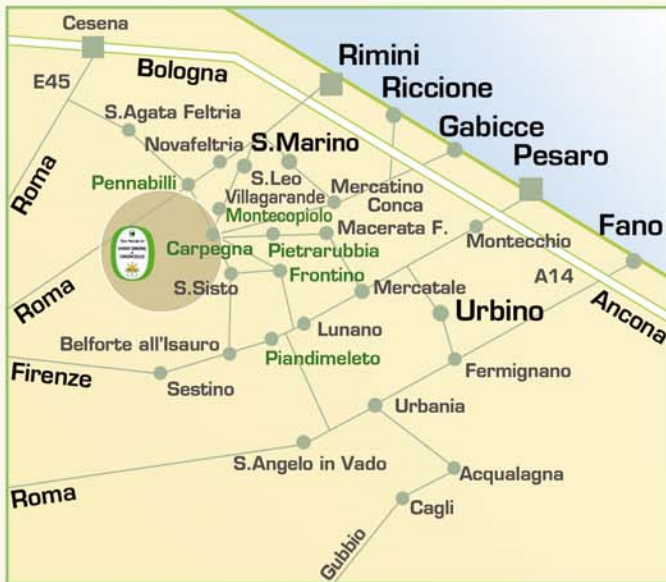 Cesena
E45
Bologna
Rimini
Riccione
S.Agata Feltria
Novafeltria
S.Marino
Gabicce
Pesaro
Roma
Pennabilli
S.Leo
Villagrande
Montecopiolo
Mercatino
Conca
Carpegna
Pietrarubbia
Macerata F.
Montecchio
Fano
A14
Frontino
S.Sisto
Mercatale
Roma
Urbino
Ancona
Lunano
Belforte all'Isauro
Piandimeleto
Firenze
Sestino
Fermignano
Urbania
S.Angelo in Vado
Acqualagna
Roma
Cagli
Gubbio